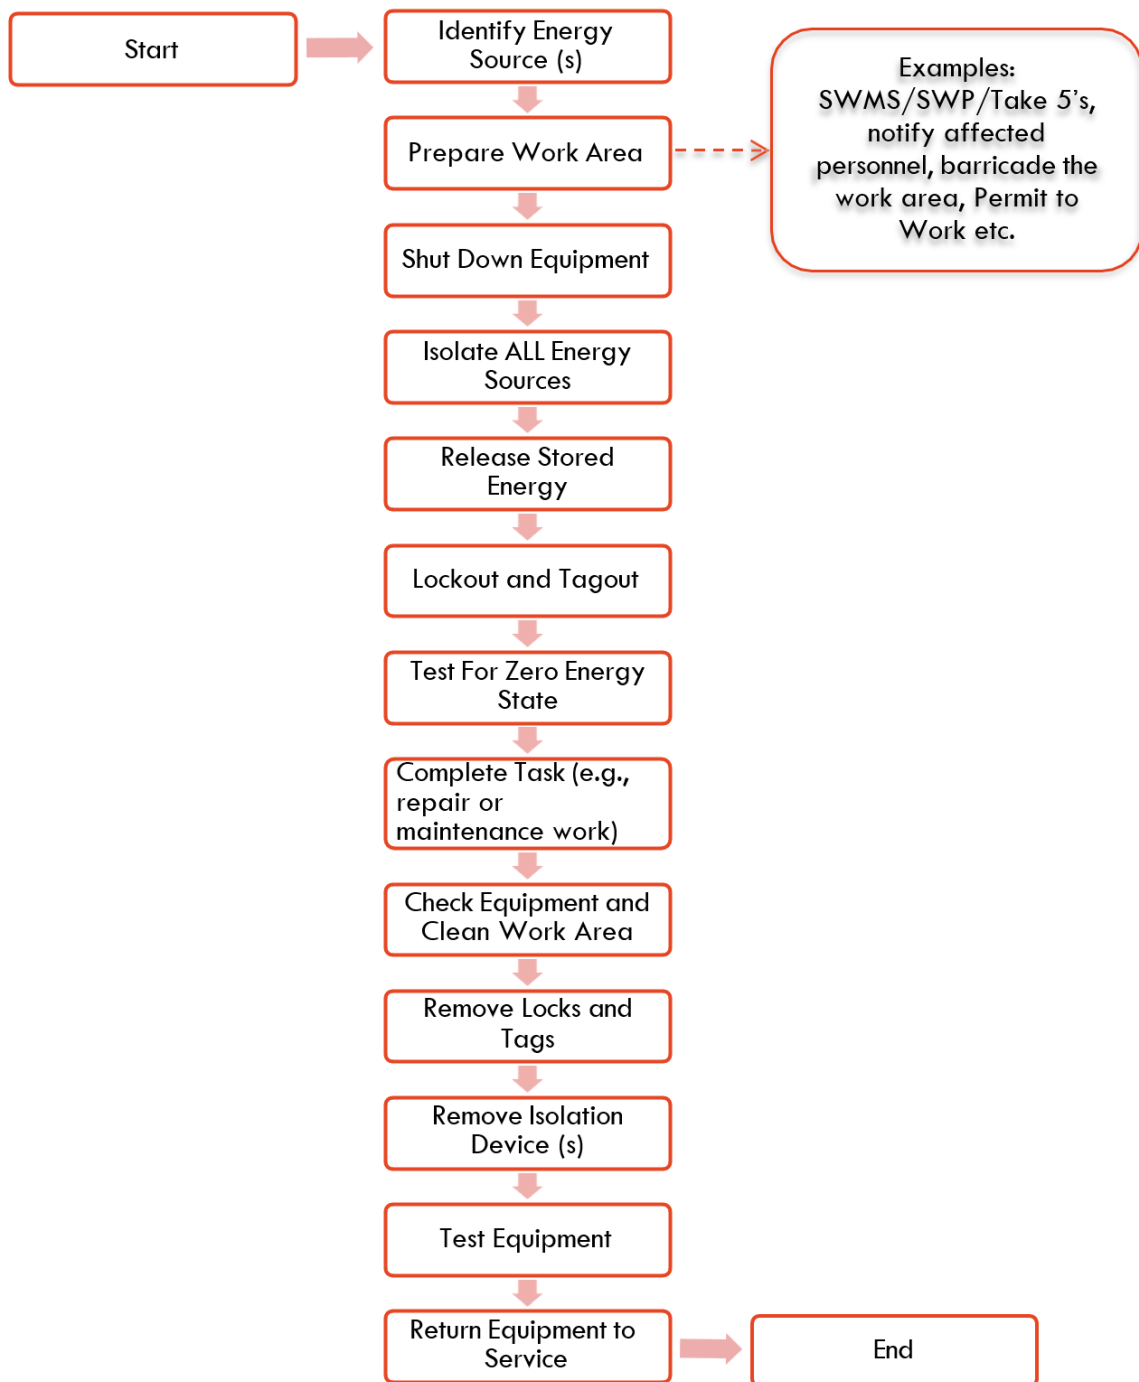 Start
Identify Energy
Source (s)
Examples:
SWMS/SWP/Take 5's,
notify affected
personnel, barricade the
work area, Permit to
Work etc.
Prepare Work Area
Shut Down Equipment
Isolate ALL Energy
Sources
Release Stored
Energy
Lockout and Tagout
Test For Zero Energy
State
Complete Task (e.g.,
repair or
maintenance work)
Check Equipment and
Clean Work Area
Remove Locks and
Tags
Remove Isolation
Device (s)
Test Equipment
Return Equipment to
Service
End